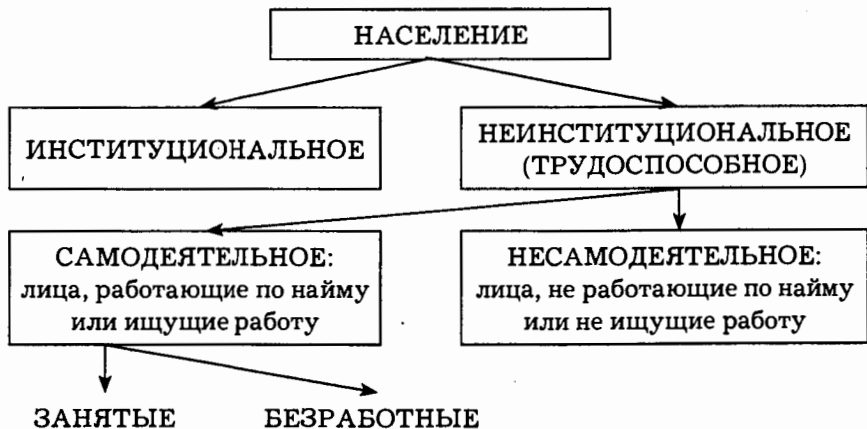 НАСЕЛЕНИЕ
ИНСТИТУЦИОНАЛЬНОЕ
НЕИНСТИТУЦИОНАЛЬНОЕ
(ТРУДОСПОСОБНОЕ)
САМОДЕЯТЕЛЬНОЕ:
лица, работающие по найму
или ищущие работу
НЕСАМОДЕЯТЕЛЬНОЕ:
лица, не работающие по найму
или не ищущие работу
ЗАНЯТЫЕ
БЕЗРАБОТНЫЕ